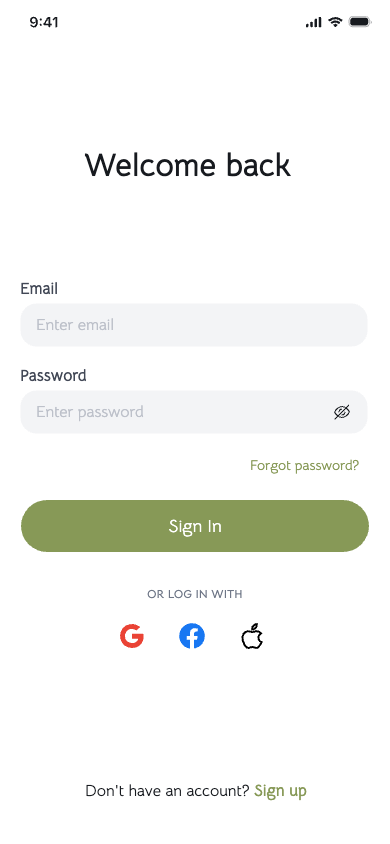 9:41
Welcome back
Email
Enter email
Password
Enter password
Forgot password?
Sign In
OR LOG IN WITH
Don't have an account? Sign up